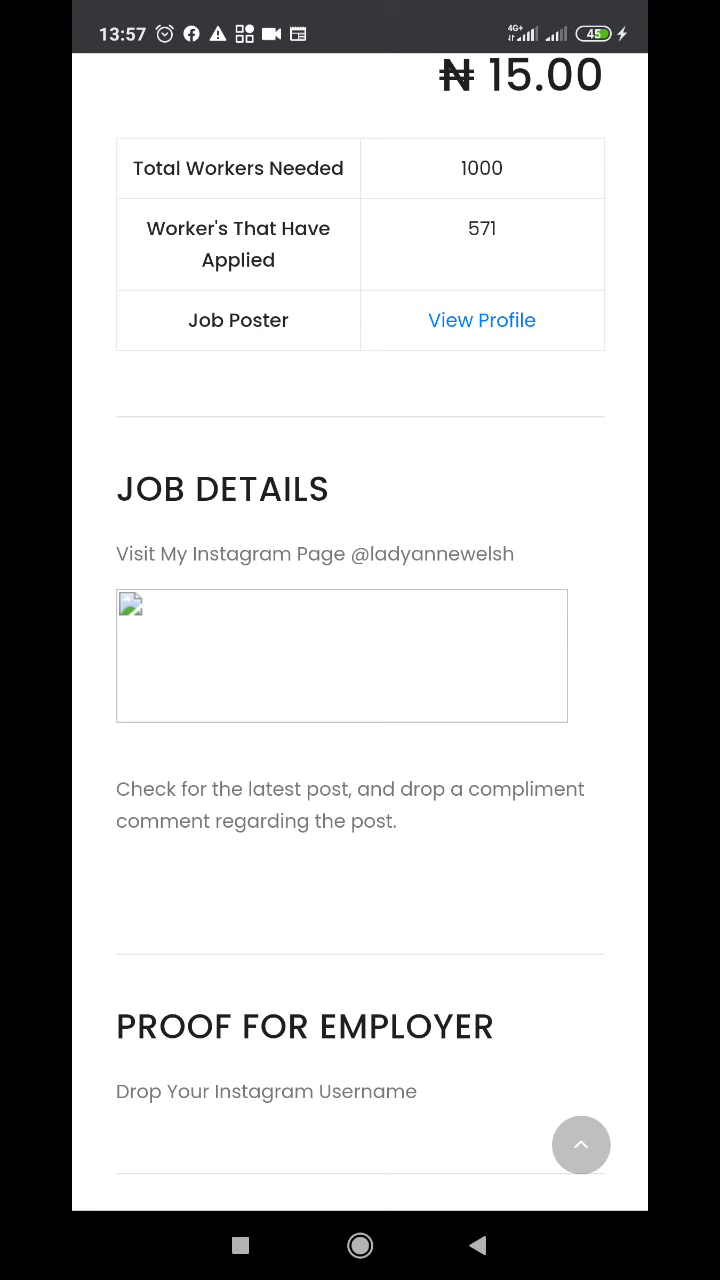 13:57 4G+ 45
₦ 15.00
Total Workers Needed 1000
Worker's That Have 571
Applied
Job Poster View Profile
JOB DETAILS
Visit My Instagram Page @ladyannewelsh
Check for the latest post, and drop a compliment
comment regarding the post.
PROOF FOR EMPLOYER
Drop Your Instagram Username